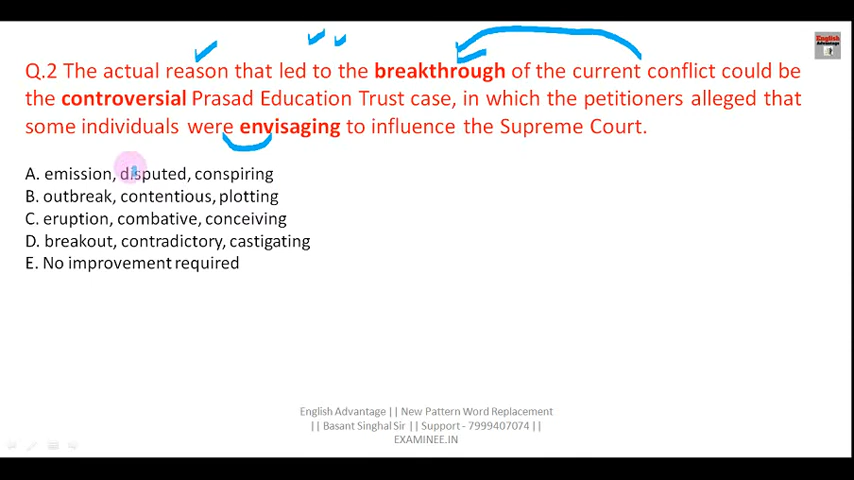 English
Advantage
Q.2 The actual reason that led to the breakthrough of the current conflict could be
the controversial Prasad Education Trust case, in which the petitioners alleged that
some individuals were envisaging to influence the Supreme Court.
A. emission, disputed, conspiring
B. outbreak, contentious, plotting
C. eruption, combative, conceiving
D. breakout, contradictory, castigating
E. No improvement required
English Advantage || New Pattern Word Replacement
|| Basant Singhal Sir || Support - 7999407074 ||
EXAMINEE.IN